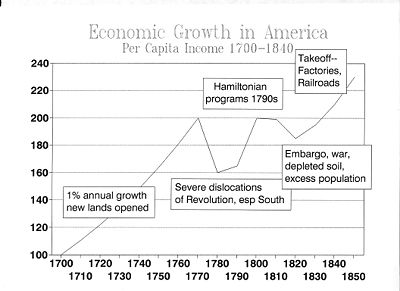 Economic Growth in America
Per Capita Income 1700-1840
240
220
200
180
160
140
120
100
Takeoff--
Factories,
Railroads
Hamiltonian
programs 1790s
Embargo, war,
depleted soil,
excess population
1% annual growth
new lands opened
Severe dislocations
of Revolution, esp South
1700 1720 1740 1760 1780 1800 1820 1840
1710 1730 1750 1770 1790 1810 1830 1850